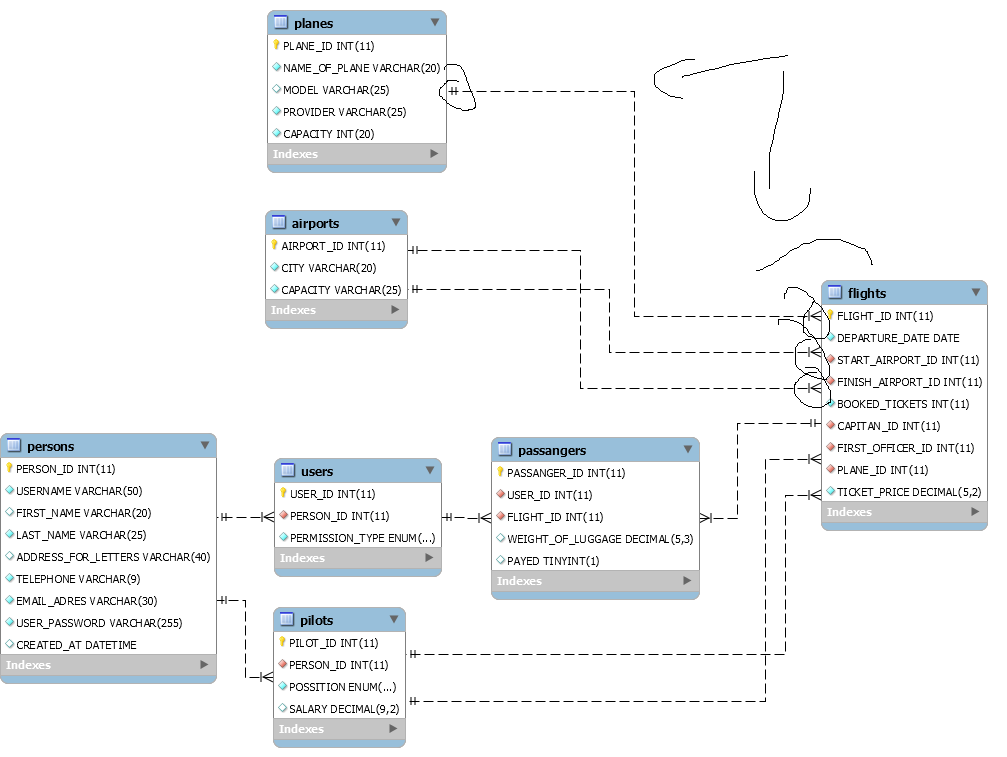 planes
PLANE_ID INT(11)
NAME_OF_PLANE VARCHAR(20)
MODEL VARCHAR(25)
PROVIDER VARCHAR(25)
CAPACITY INT(20)
Indexes
airports
AIRPORT_ID INT(11)
CITY VARCHAR(20)
CAPACITY VARCHAR(25)
Indexes
flights
FLIGHT_ID INT(11)
DEPARTURE_DATE DATE
START_AIRPORT_ID INT(11)
FINISH_AIRPORT_ID INT(11)
BOOKED_TICKETS INT(11)
CAPITAN_ID INT(11)
FIRST_OFFICER_ID INT(11)
PLANE_ID INT(11)
TICKET_PRICE DECIMAL(5,2)
Indexes
persons
PERSON_ID INT(11)
USERNAME VARCHAR(50)
FIRST_NAME VARCHAR(20)
LAST_NAME VARCHAR(25)
ADDRESS_FOR_LETTERS VARCHAR(40)
TELEPHONE VARCHAR(9)
EMAIL_ADRES VARCHAR(30)
USER_PASSWORD VARCHAR(255)
CREATED_AT DATETIME
Indexes
users
USER_ID INT(11)
PERSON_ID INT(11)
PERMISSION_TYPE ENUM(...)
Indexes
passangers
PASSANGER_ID INT(11)
USER_ID INT(11)
FLIGHT_ID INT(11)
WEIGHT_OF_LUGGAGE DECIMAL(5,3)
PAYED TINYINT(1)
Indexes
pilots
PILOT_ID INT(11)
PERSON_ID INT(11)
POSSITION ENUM(...)
SALARY DECIMAL(9,2)
Indexes